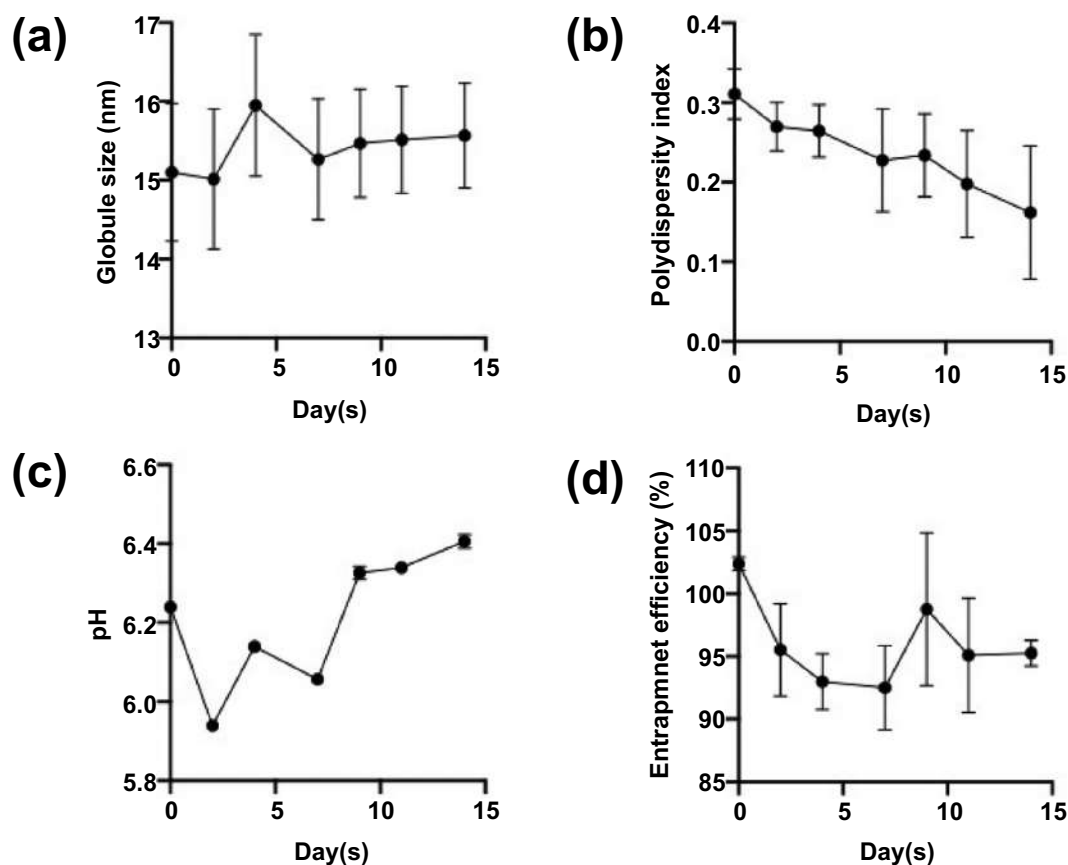 (a)
Globule size (nm)
17
16
15
14
13
0 5 10 15
Day(s)
(b)
Polydispersity index
0.4
0.3
0.2
0.1
0.0
0 5 10 15
Day(s)
(c)
pH
6.6
6.4
6.2
6.0
5.8
0 5 10 15
Day(s)
(d)
Entrapmnet efficiency (%)
110
105
100
95
90
85
0 5 10 15
Day(s)